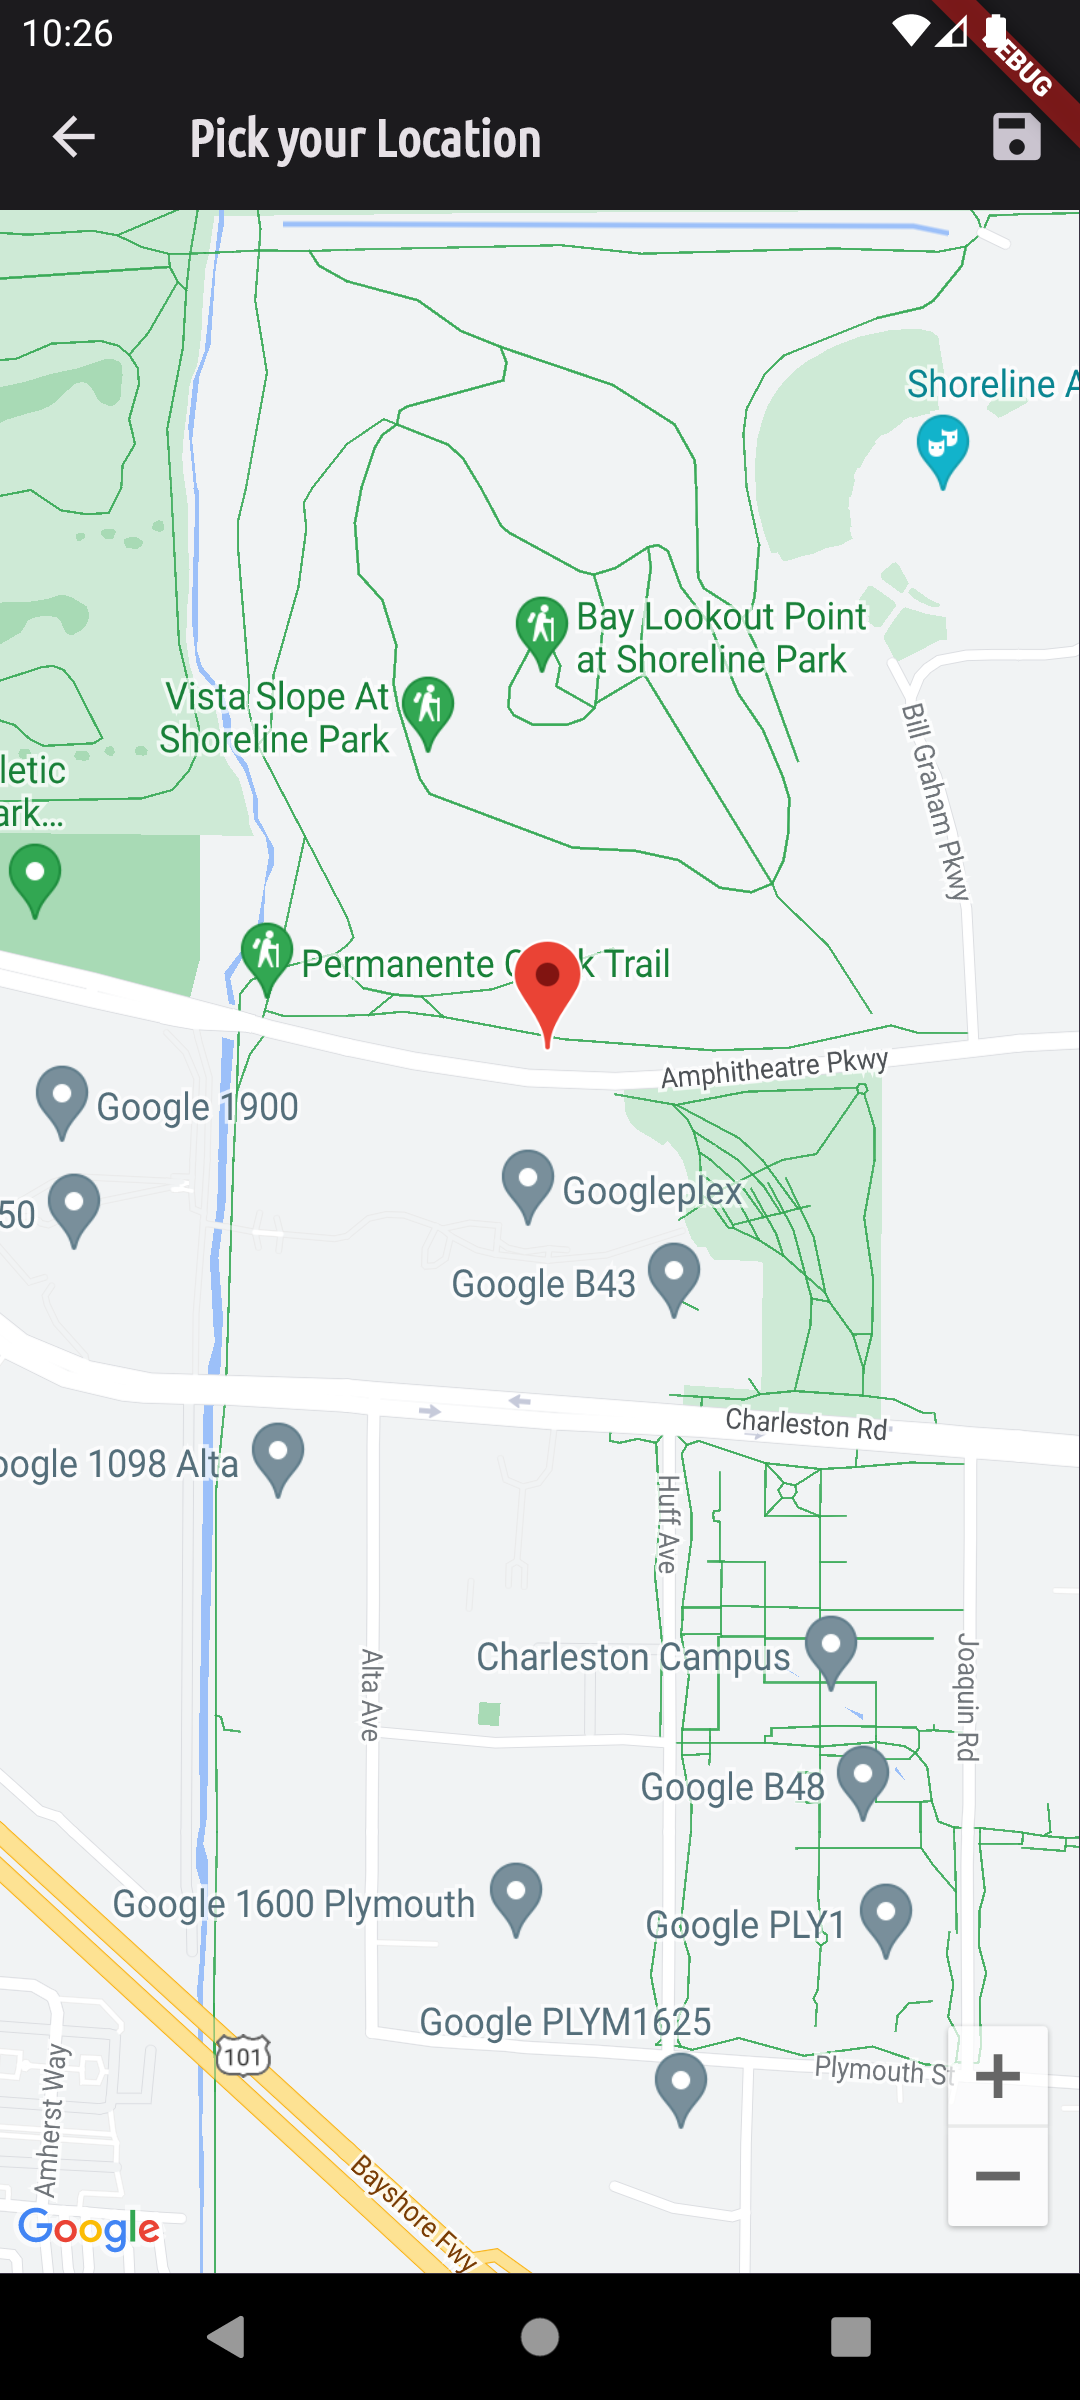 10:26
DEBUG
Pick your Location
Shoreline A
Bay Lookout Point
at Shoreline Park
Vista Slope At
Shoreline Park
letic
ark...
Bill Graham Pkwy
Permanente C k Trail
Amphitheatre Pkwy
Google 1900
Googleplex
50
Google B43
Charleston Rd
oogle 1098 Alta
Huff Ave
Charleston Campus
Alta Ave
Joaquin Rd
Google B48
Google 1600 Plymouth
Google PLY1
Google PLYM1625
101
Plymouth St
Amherst Way
Bayshore Fwy
Google